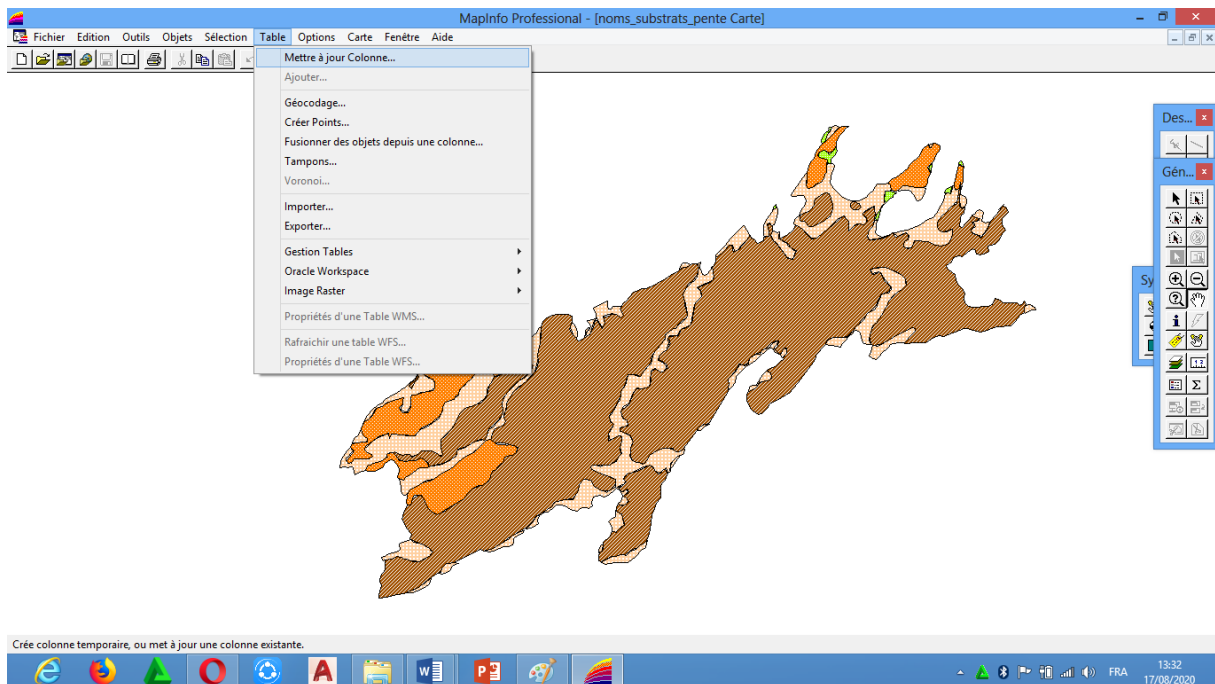 MapInfo Professional - [noms_substrats_pente Carte]
Fichier Edition Outils Objets Sélection Table Options Carte Fenêtre Aide
Mettre à jour Colonne...
Ajouter...
Géocodage...
Créer Points...
Fusionner des objets depuis une colonne...
Tampons...
Voronoi...
Importer...
Exporter...
Gestion Tables
Oracle Workspace
Image Raster
Propriétés d'une Table WMS...
Rafraichir une table WFS...
Propriétés d'une Table WFS...
Des...
Gén...
Sy
Crée colonne temporaire, ou met à jour une colonne existante.
FRA
13:32
17/08/2020